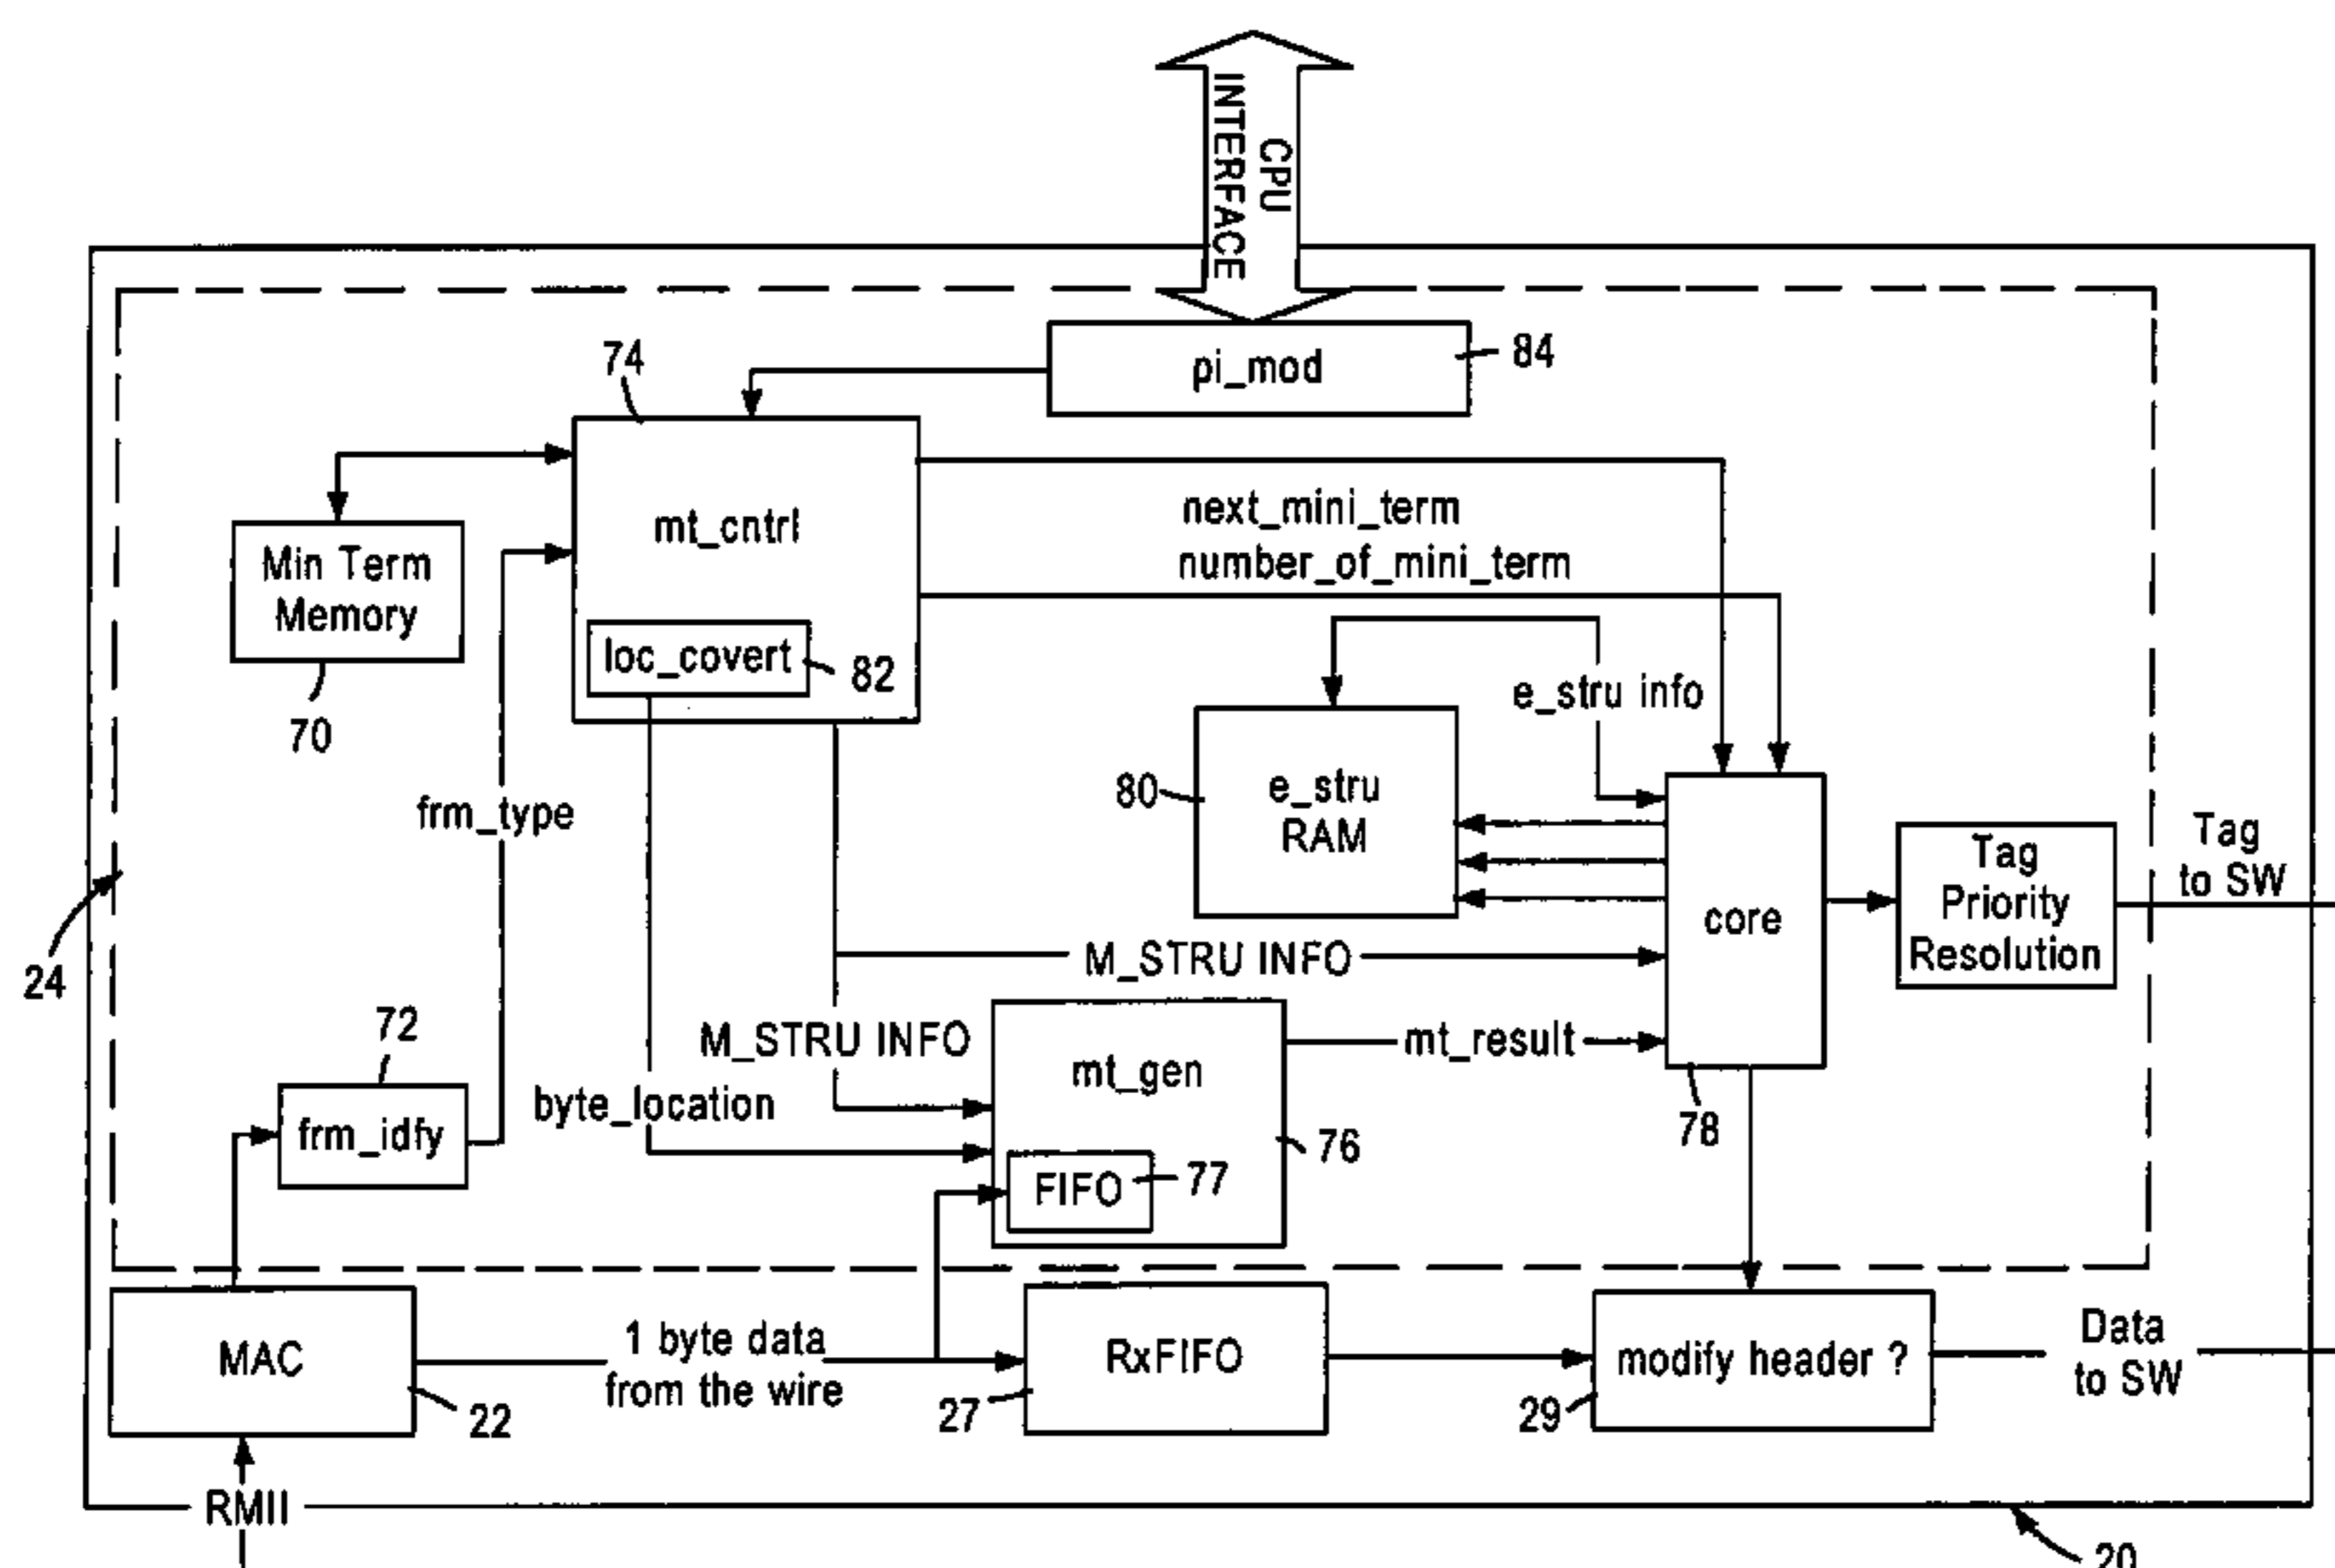 CPU
INTERFACE
pi_mod
84
74
mt_cntrl
next_mini_term
number_of_mini_term
Min Term
Memory
70
loc_covert
82
e_stru info
80
e_stru
RAM
frm_type
core
Tag
Priority
Resolution
Tag
to SW
24
M_STRU INFO
M_STRU INFO
mt_result
72
mt_gen
byte_location
frm_idfy
76
78
FIFO
77
MAC
22
1 byte data
from the wire
RxFIFO
27
modify header ?
29
Data
to SW
RMII
20